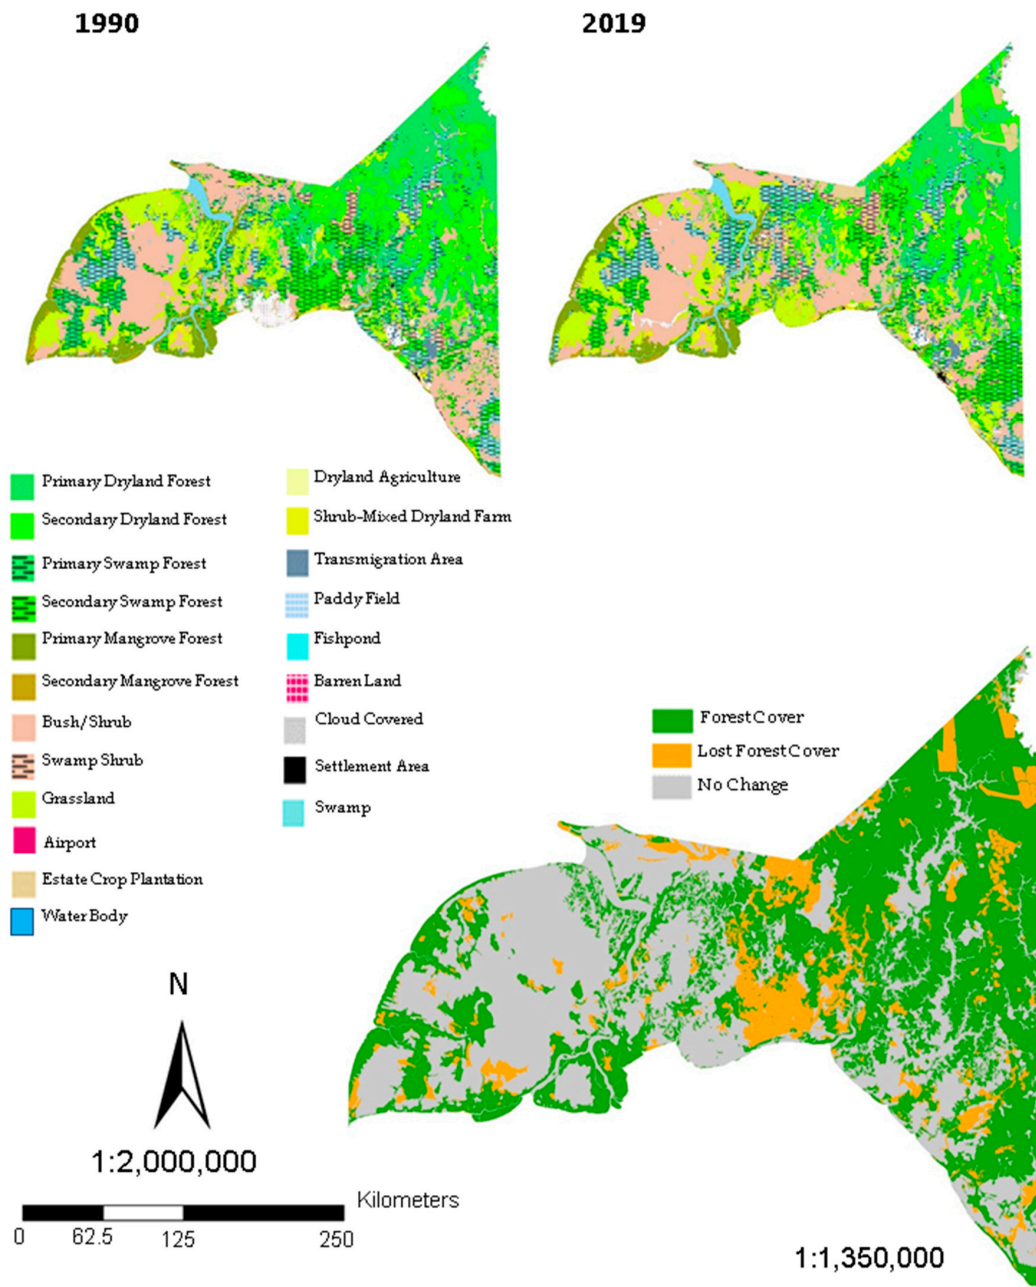 1990
2019
Primary Dryland Forest
Secondary Dryland Forest
Primary Swamp Forest
Secondary Swamp Forest
Primary Mangrove Forest
Secondary Mangrove Forest
Bush/Shrub
Swamp Shrub
Grassland
Airport
Estate Crop Plantation
Water Body
Dryland Agriculture
Shrub-Mixed Dryland Farm
Transmigration Area
Paddy Field
Fishpond
Barren Land
Cloud Covered
Settlement Area
Swamp
Forest Cover
Lost Forest Cover
No Change
N
1:2,000,000
Kilometers
0 62.5 125 250
1:1,350,000